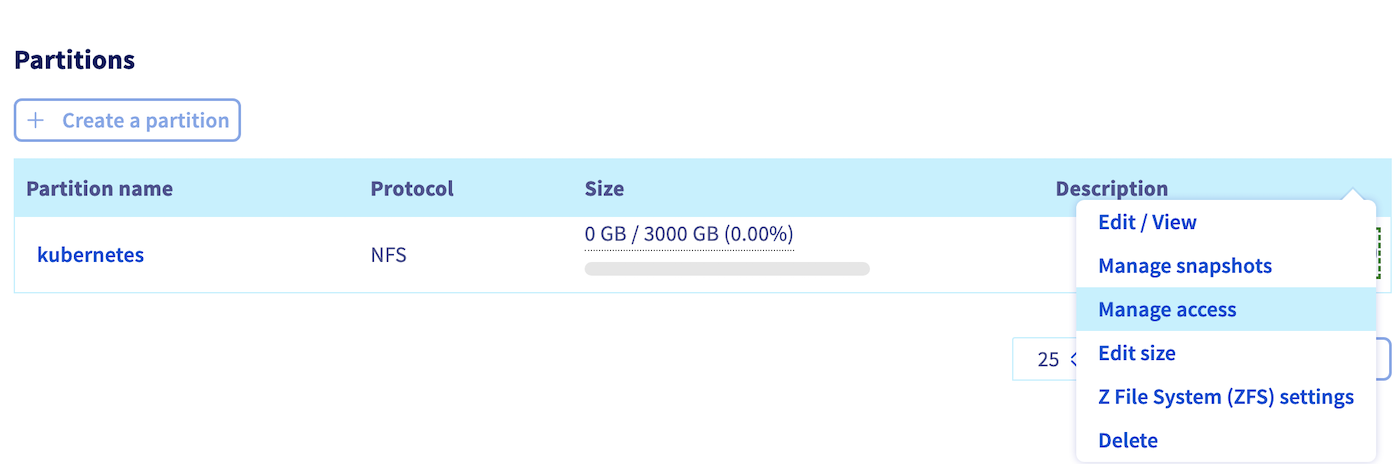 Partitions
+ Create a partition
Partition name Protocol Size Description
kubernetes NFS 0 GB / 3000 GB (0.00%)
Edit / View
Manage snapshots
Manage access
Edit size
Z File System (ZFS) settings
Delete
25